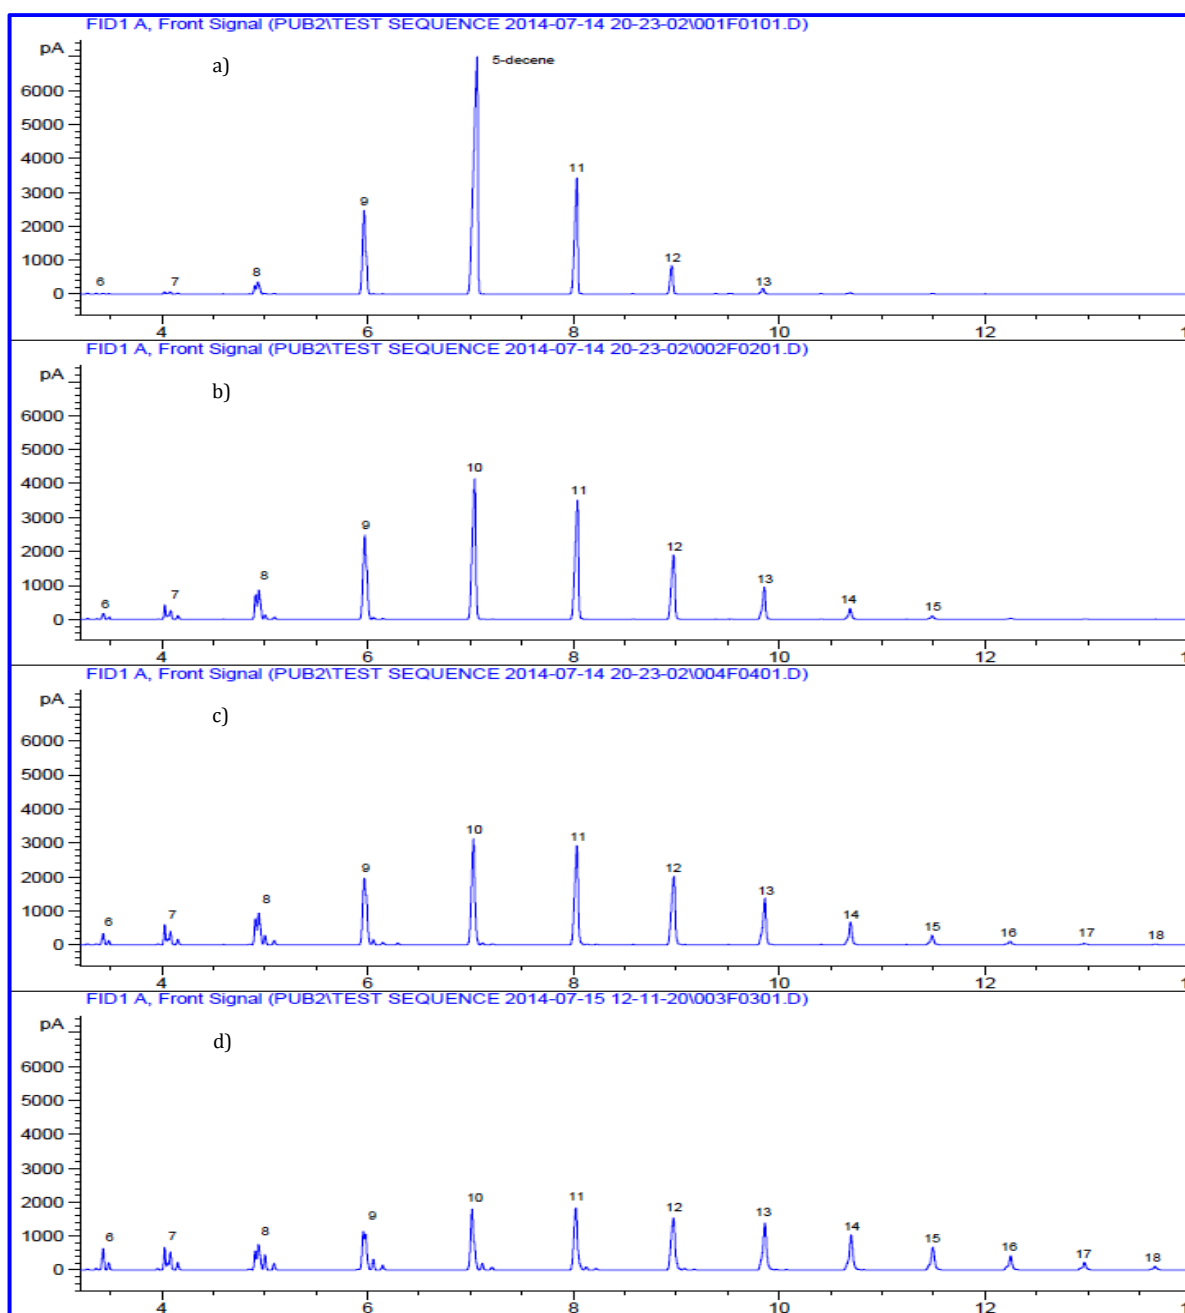 FID1 A, Front Signal (PUB2\TEST SEQUENCE 2014-07-14 20-23-02\001F0101.D)
pA
a)
5-decene
6000
5000
4000
3000
2000
1000
0
6 7 8 9 11 12 13
4 6 8 10 12 1
FID1 A, Front Signal (PUB2\TEST SEQUENCE 2014-07-14 20-23-02\002F0201.D)
pA
b)
6000
5000
4000
3000
2000
1000
0
6 7 8 9 10 11 12 13 14 15
4 6 8 10 12 1
FID1 A, Front Signal (PUB2\TEST SEQUENCE 2014-07-14 20-23-02\004F0401.D)
pA
c)
6000
5000
4000
3000
2000
1000
0
6 7 8 9 10 11 12 13 14 15 16 17 18
4 6 8 10 12 1
FID1 A, Front Signal (PUB2\TEST SEQUENCE 2014-07-15 12-11-20\003F0301.D)
pA
d)
6000
5000
4000
3000
2000
1000
0
6 7 8 9 10 11 12 13 14 15 16 17 18
4 6 8 10 12 1